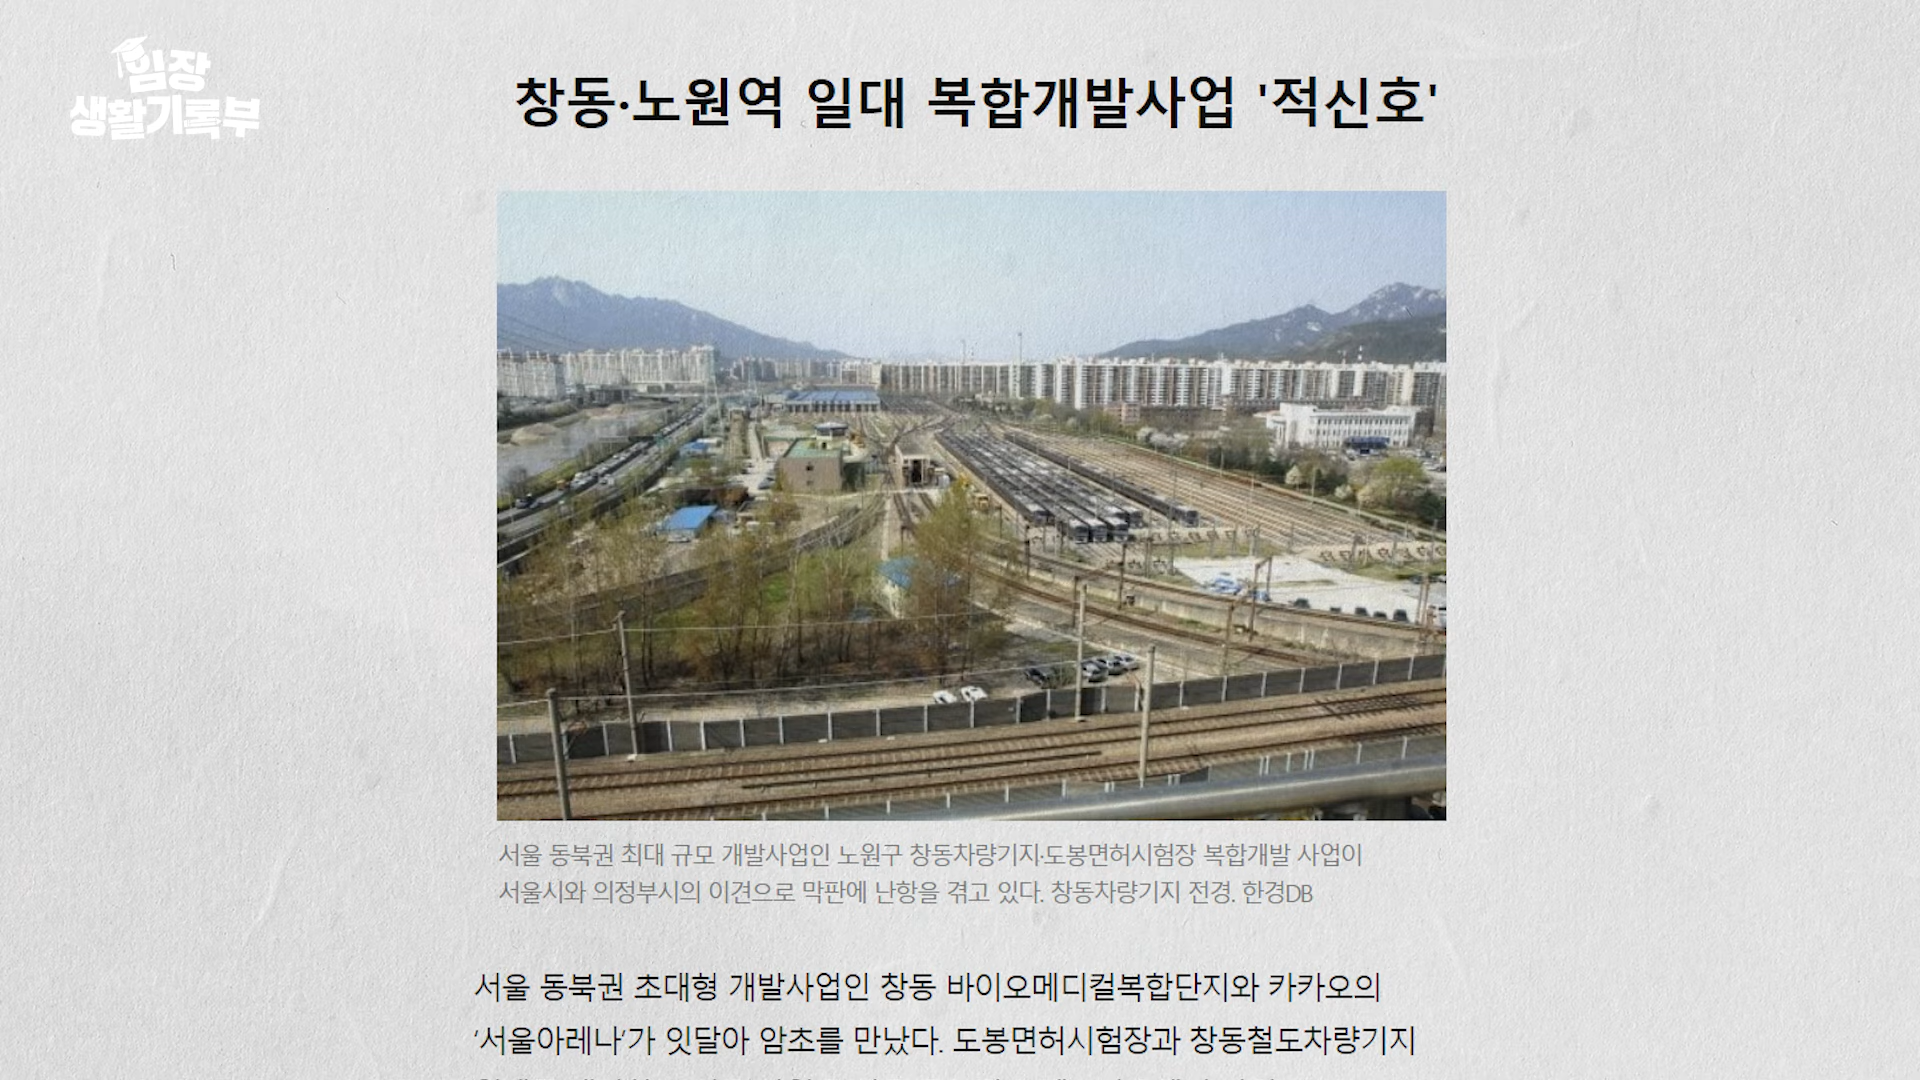 임장
생활기록부
창동·노원역 일대 복합개발사업 '적신호'
서울 동북권 최대 규모 개발사업인 노원구 창동차량기지·도봉면허시험장 복합개발 사업이
서울시와 의정부시의 이견으로 막판에 난항을 겪고 있다. 창동차량기지 전경. 한경DB
서울 동북권 초대형 개발사업인 창동 바이오메디컬복합단지와 카카오의
'서울아레나'가 잇달아 암초를 만났다. 도봉면허시험장과 창동철도차량기지